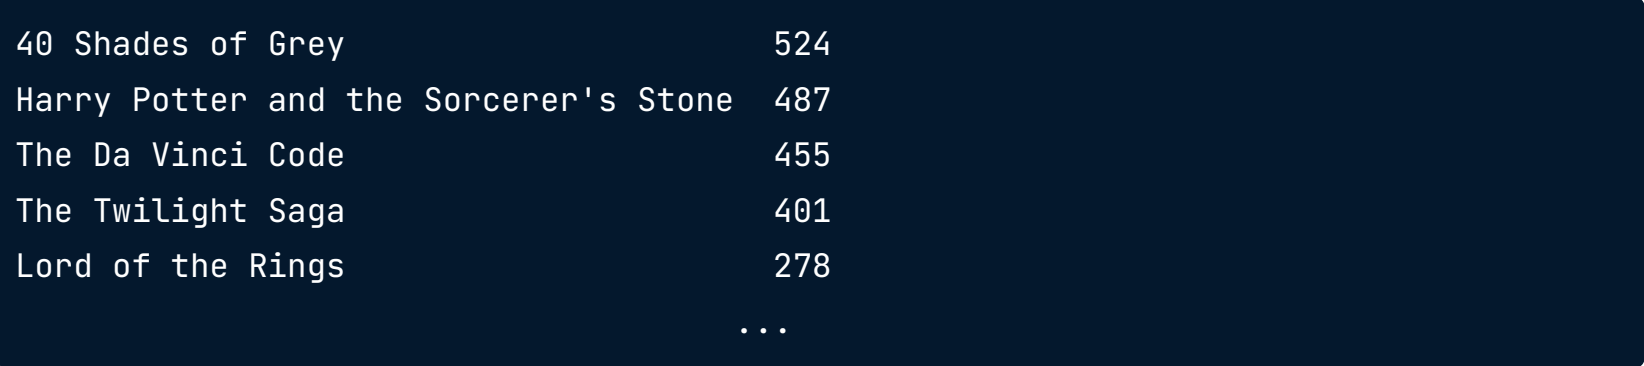 40 Shades of Grey 524
Harry Potter and the Sorcerer's Stone 487
The Da Vinci Code 455
The Twilight Saga 401
Lord of the Rings 278
...